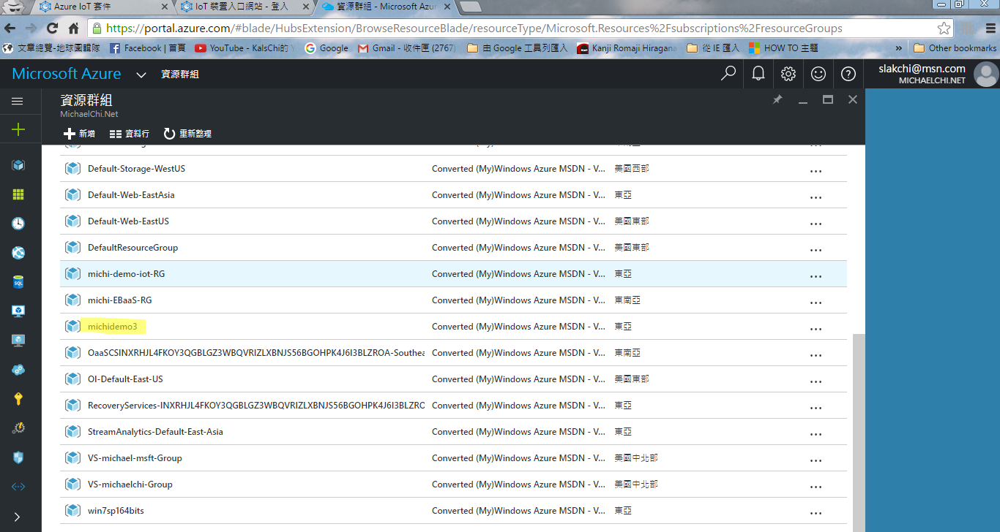 Azure IoT 套件
IoT 裝置入口網站 - 登入
資源群組 - Microsoft Azur
https://portal.azure.com/#blade/HubsExtension/BrowseResourceBlade/resourceType/Microsoft.Resources%2Fsubscriptions%2FresourceGroups
文章總覽-地球圖輯隊 Facebook | 首頁 YouTube - KalsChi的 Google Gmail - 收件匣 (2767) 由 Google 工具列匯入 Kanji Romaji Hiragana 從 IE 匯入 HOW TO 主題 » Other bookmarks
Microsoft Azure 資源群組 slakchi@msn.com
MICHAELCHI.NET
資源群組
MichaelChi.Net
新增 資料行 重新整理
Default-Storage-WestUS Converted (My)Windows Azure MSDN - V... 美國西部 ...
Default-Web-EastAsia Converted (My)Windows Azure MSDN - V... 東亞 ...
Default-Web-EastUS Converted (My)Windows Azure MSDN - V... 美國東部 ...
DefaultResourceGroup Converted (My)Windows Azure MSDN - V... 美國東部 ...
michi-demo-iot-RG Converted (My)Windows Azure MSDN - V... 東亞 ...
michi-EBaaS-RG Converted (My)Windows Azure MSDN - V... 東南亞 ...
michidemo3 Converted (My)Windows Azure MSDN - V... 東亞 ...
OaaSCSINXRHJL4FKOY3QGBLGZ3WBQVRIZLXBNJS56BGOHPK4J6I3BLZROA-Southea Converted (My)Windows Azure MSDN - V... 東南亞 ...
OI-Default-East-US Converted (My)Windows Azure MSDN - V... 美國東部 ...
RecoveryServices-INXRHJL4FKOY3QGBLGZ3WBQVRIZLXBNJS56BGOHPK4J6I3BLZRO Converted (My)Windows Azure MSDN - V... 東亞 ...
StreamAnalytics-Default-East-Asia Converted (My)Windows Azure MSDN - V... 東亞 ...
VS-michael-msft-Group Converted (My)Windows Azure MSDN - V... 美國中北部 ...
VS-michaelchi-Group Converted (My)Windows Azure MSDN - V... 美國中北部 ...
win7sp164bits Converted (My)Windows Azure MSDN - V... 東亞 ...